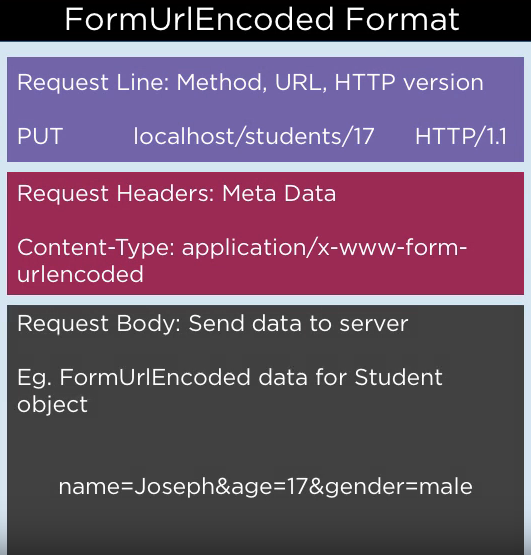 FormUrlEncoded Format
Request Line: Method, URL, HTTP version
PUT localhost/students/17 HTTP/1.1
Request Headers: Meta Data
Content-Type: application/x-www-form-
urlencoded
Request Body: Send data to server
Eg. FormUrlEncoded data for Student
object
name=Joseph&age=17&gender=male